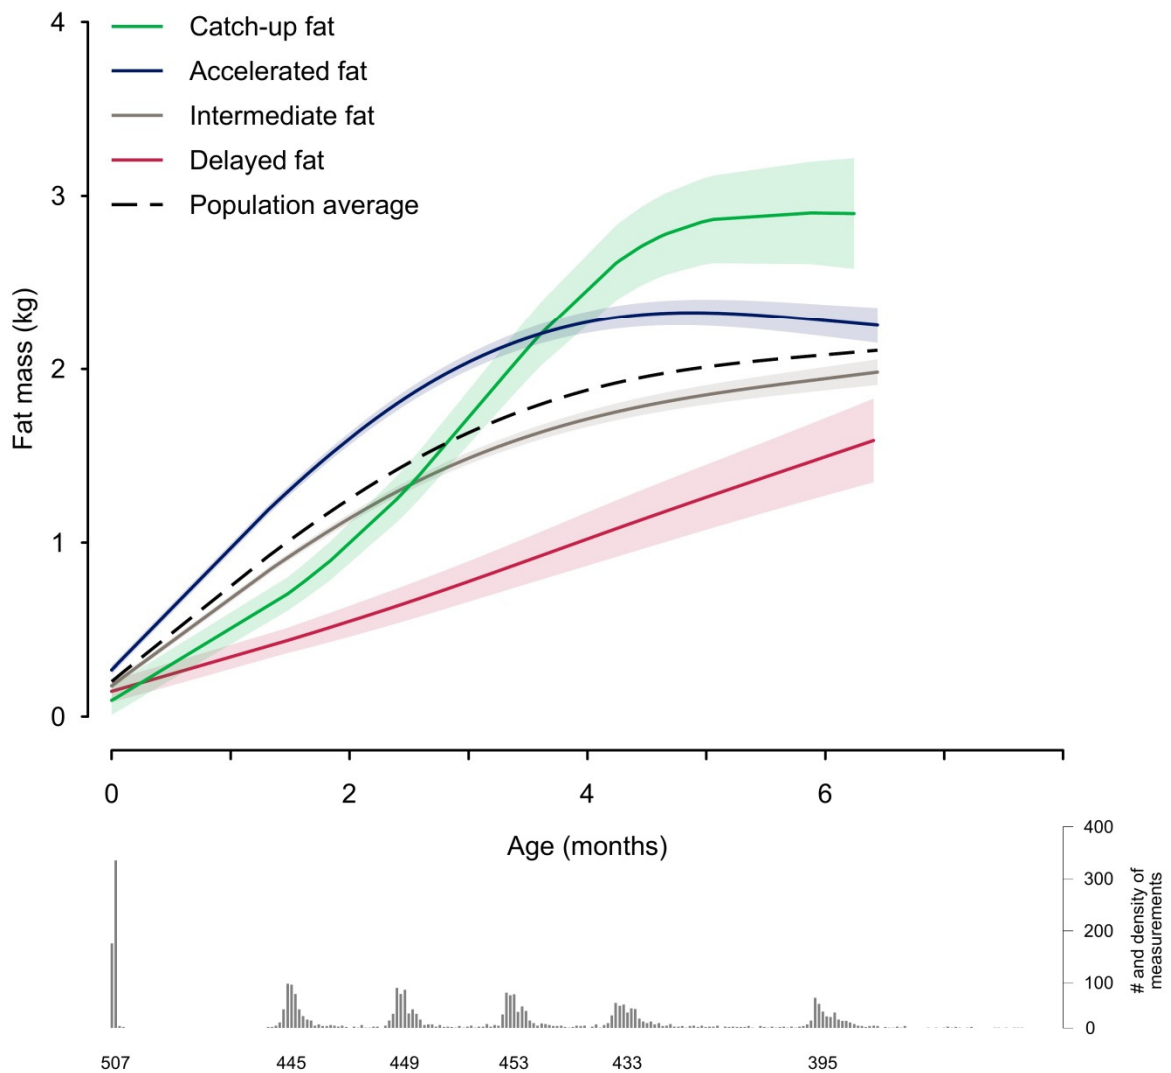 4
Catch-up fat
Accelerated fat
Intermediate fat
Delayed fat
3
Population average
Fat mass (kg)
2
1
0
0 2 4 6
Age (months)
400
300
200
100
0
# and density of
measurements
507 445 449 453 433 395